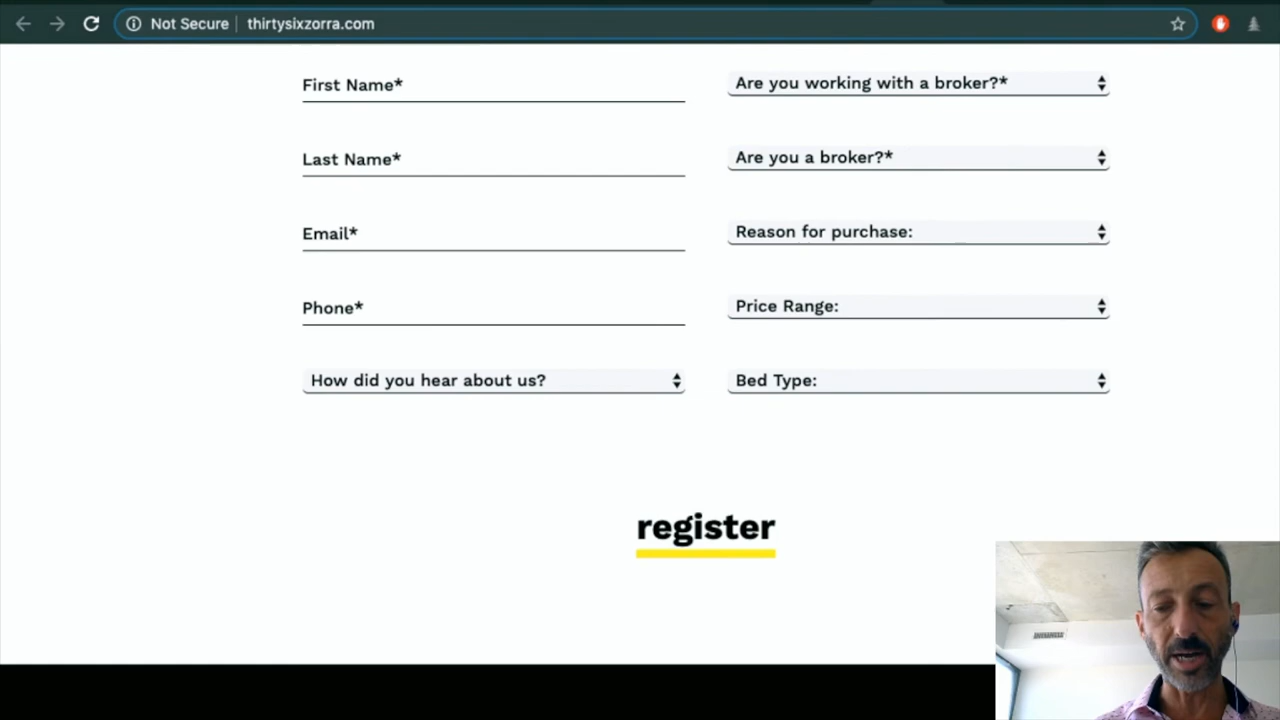 Not Secure thirtysixzorra.com
First Name*
Are you working with a broker?*
Last Name*
Are you a broker?*
Email*
Reason for purchase:
Phone*
Price Range:
How did you hear about us?
Bed Type:
register